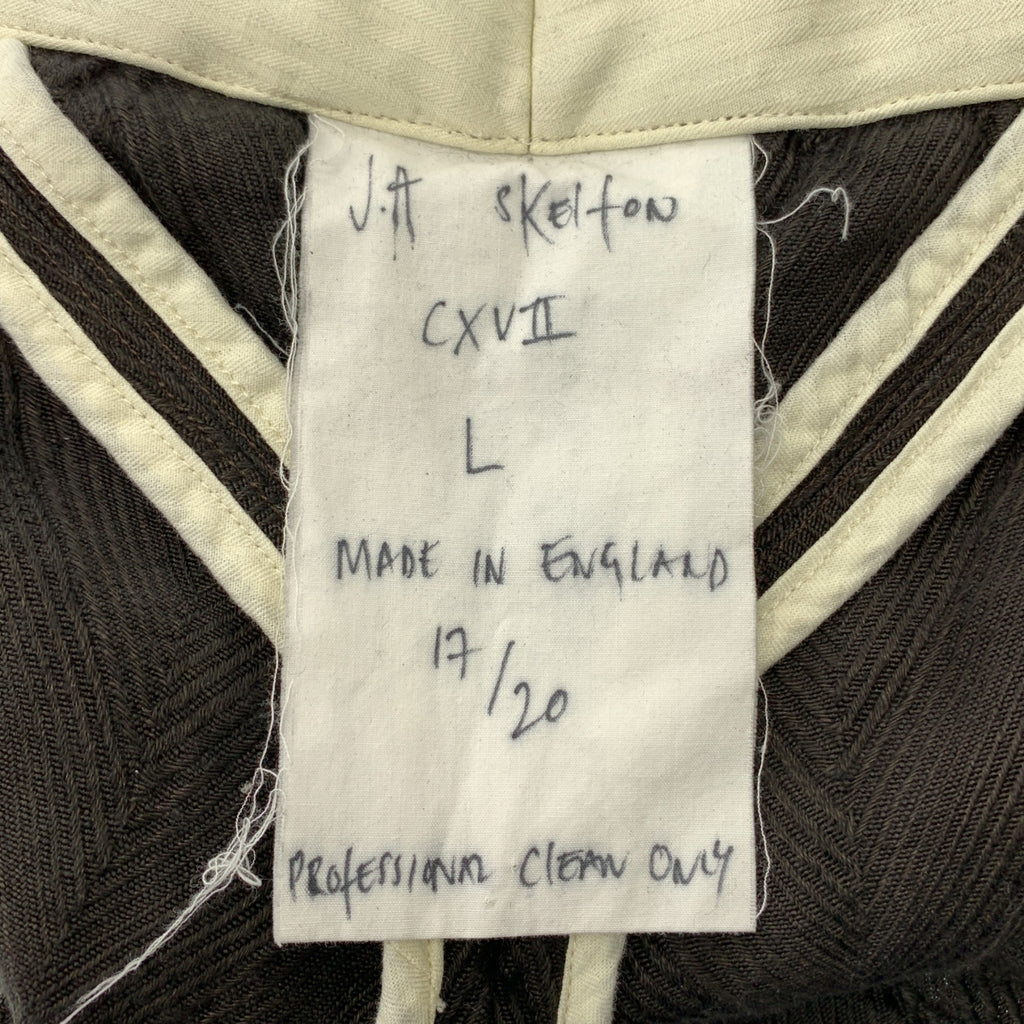 J.A Skelton
CXVII
L
MADE IN ENGLAND
17/20
PROFESSIONAL CLEAN ONLY